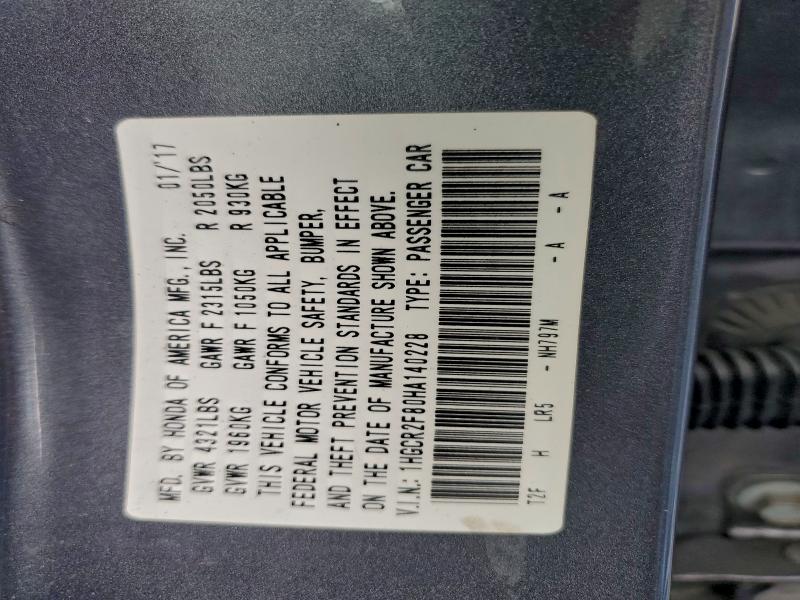 MFD. BY HONDA OF AMERICA MFG., INC. 01/'17
GVWR 4321LBS GAWR F 2315LBS R 2050LBS
GVWR 1960KG GAWR F 1050KG R 930KG
THIS VEHICLE CONFORMS TO ALL APPLICABLE
FEDERAL MOTOR VEHICLE SAFETY, BUMPER,
AND THEFT PREVENTION STANDARDS IN EFFECT
ON THE DATE OF MANUFACTURE SHOWN ABOVE.
V.I.N.: 1HGCR2F80HA140228 TYPE: PASSENGER CAR
T2F H LR5 - NH797M - A - A